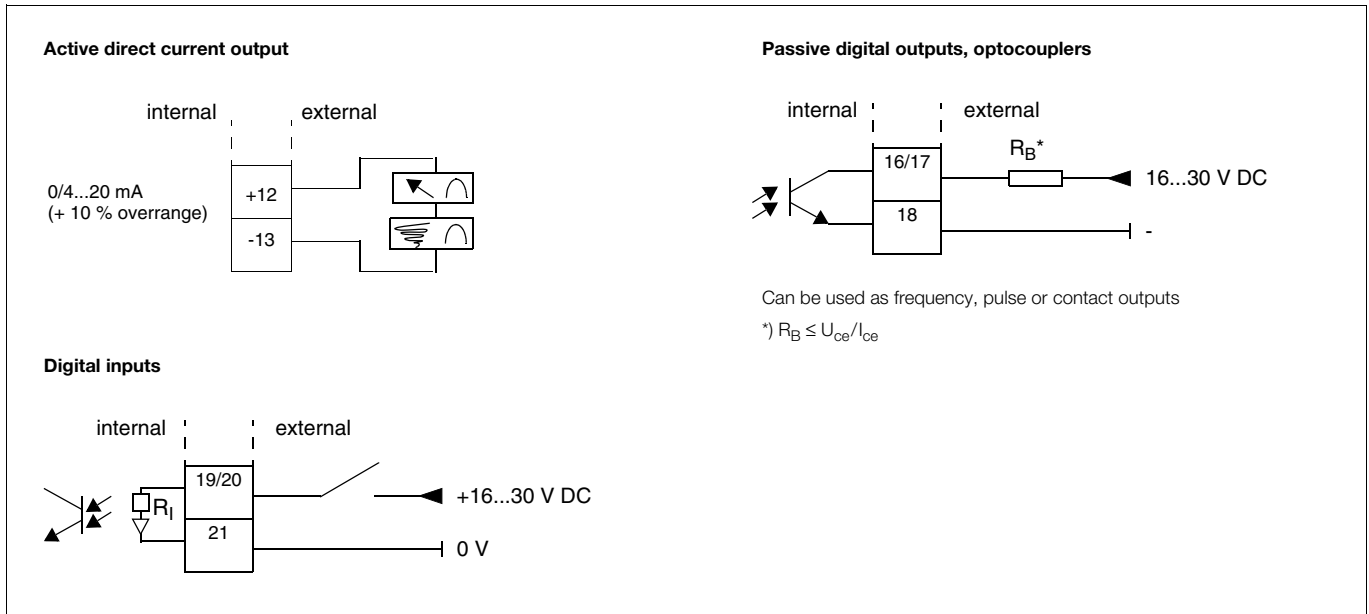 Active direct current output
internal external
0/4...20 mA
(+ 10 % overrange)
+12
-13
Passive digital outputs, optocouplers
internal external
16/17
18
R_B*
16...30 V DC
-
Can be used as frequency, pulse or contact outputs
*) R_B ≤ U_ce/I_ce
Digital inputs
internal external
19/20
21
R_I
+16...30 V DC
0 V